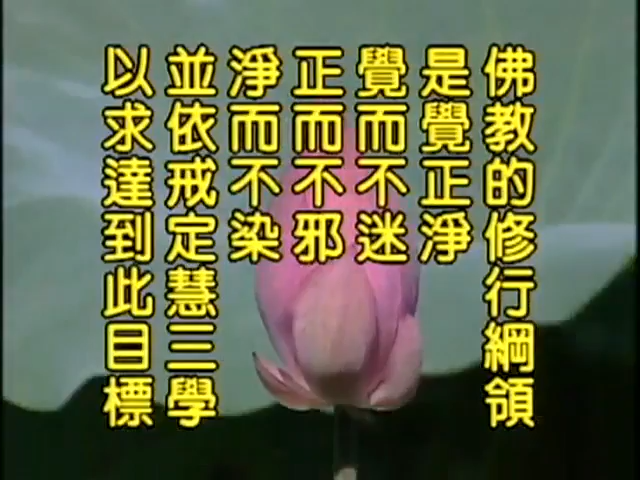 佛教的修行綱領
是覺正淨
覺而不迷
正而不邪
淨而不染
並依戒定慧三學
以求達到此目標